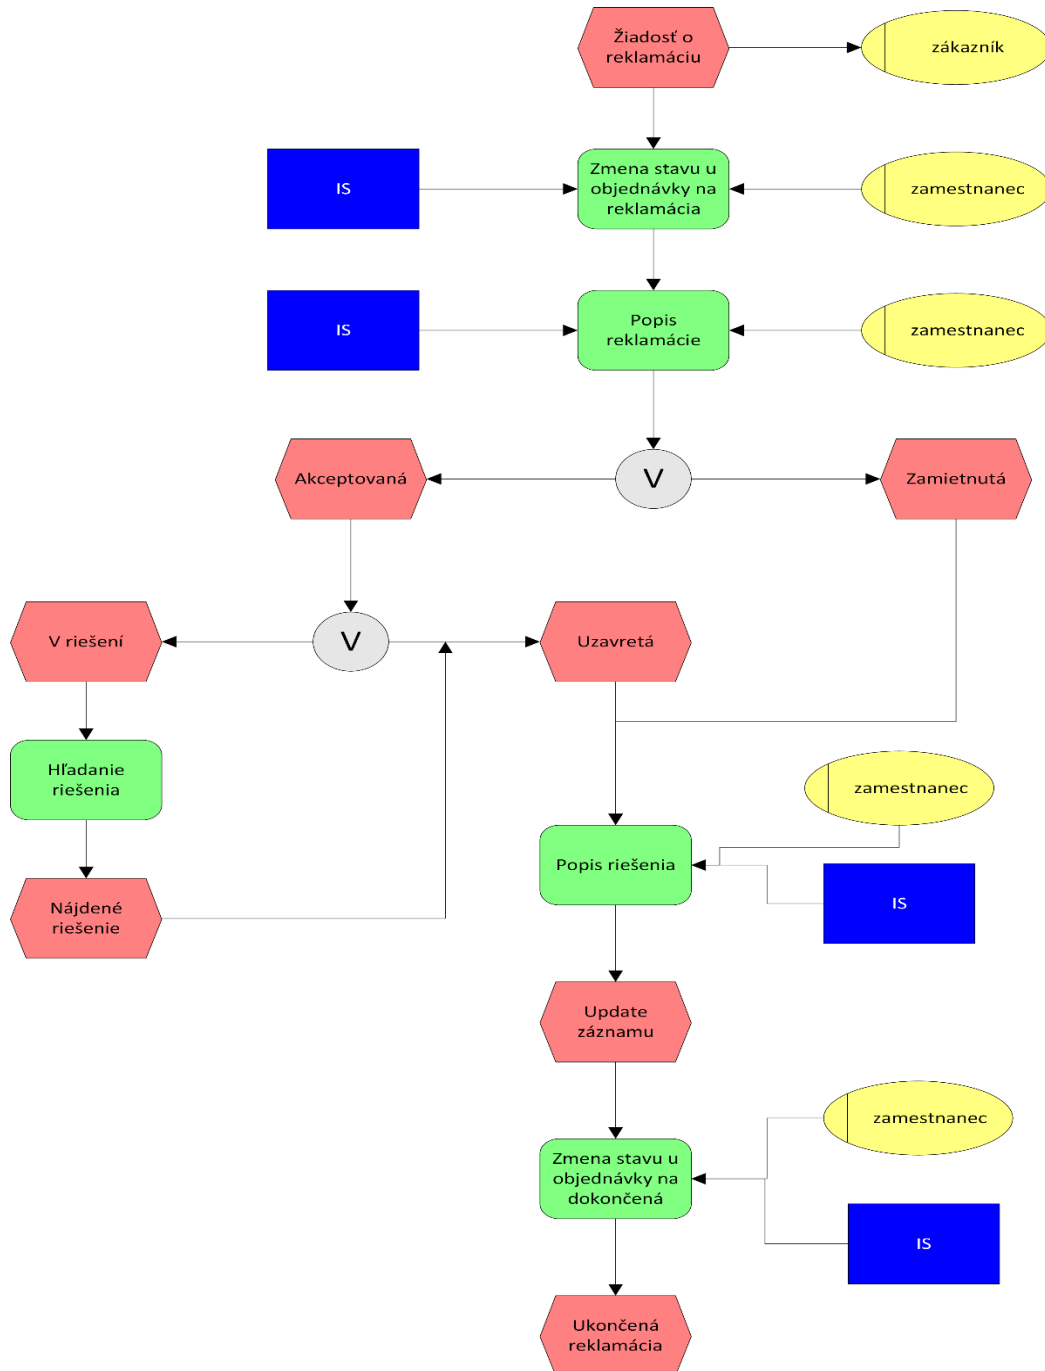 Žiadosť o
reklamáciu
zákazník
IS
Zmena stavu u
objednávky na
reklamácia
zamestnanec
IS
Popis
reklamácie
zamestnanec
Akceptovaná
V
Zamietnutá
V riešení
V
Uzavretá
Hľadanie
riešenia
zamestnanec
Popis riešenia
IS
Nájdené
riešenie
Update
záznamu
zamestnanec
Zmena stavu u
objednávky na
dokončená
IS
Ukončená
reklamácia